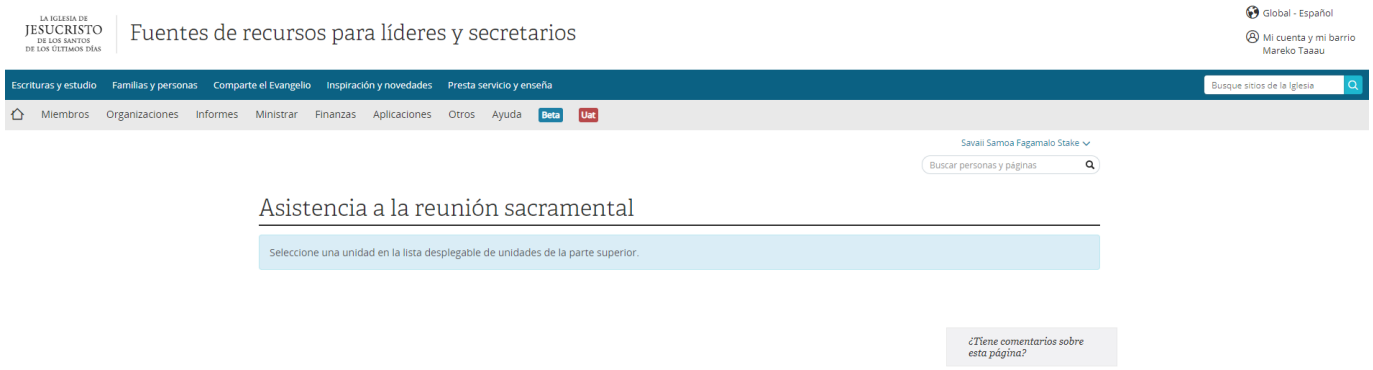 LA IGLESIA DE
JESUCRISTO
DE LOS SANTOS
DE LOS ÚLTIMOS DÍAS
Fuentes de recursos para líderes y secretarios
Global - Español
Mi cuenta y mi barrio
Mareko Taaau
Escrituras y estudio Familias y personas Comparte el Evangelio Inspiración y novedades Presta servicio y enseña
Busque sitios de la Iglesia
Miembros Organizaciones Informes Ministrar Finanzas Aplicaciones Otros Ayuda Beta Uat
Savaii Samoa Fagamalo Stake
Buscar personas y páginas
Asistencia a la reunión sacramental
Seleccione una unidad en la lista desplegable de unidades de la parte superior.
¿Tiene comentarios sobre
esta página?